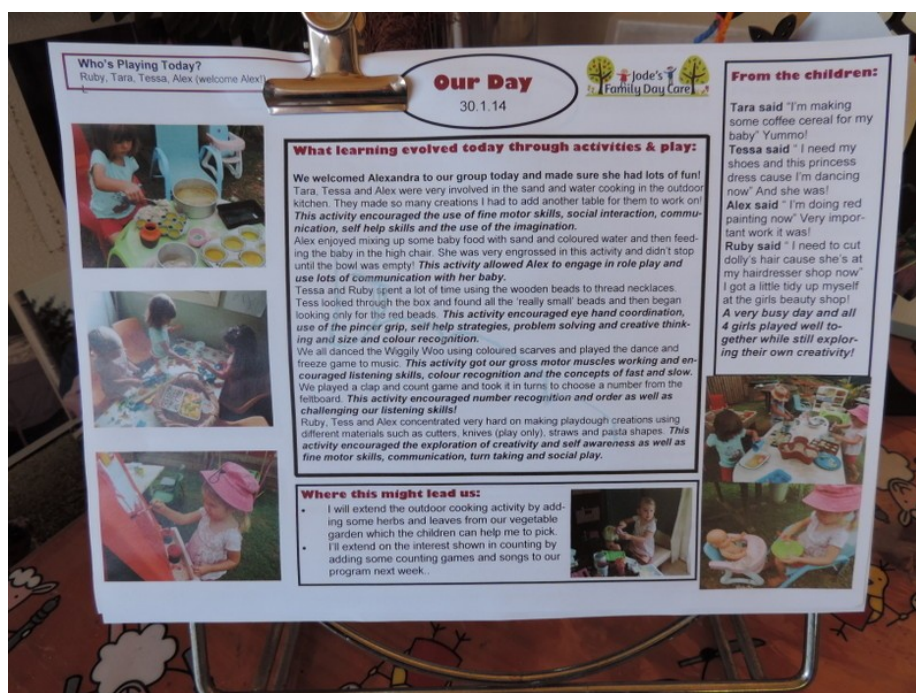 Who's Playing Today?
Ruby, Tara, Tessa, Alex (welcome Alex!)
Our Day
30.1.14
Jode's
Family Day Care
What learning evolved today through activities & play:
We welcomed Alexandra to our group today and made sure she had lots of fun!
Tara, Tessa and Alex were very involved in the sand and water cooking in the outdoor
kitchen. They made so many creations I had to add another table for them to work on!
This activity encouraged the use of fine motor skills, social interaction, commu-
nication, self help skills and the use of the imagination.
Alex enjoyed mixing up some baby food with sand and coloured water and then feed-
ing the baby in the high chair. She was very engrossed in this activity and didn't stop
until the bowl was empty! This activity allowed Alex to engage in role play and
use lots of communication with her baby.
Tessa and Ruby spent a lot of time using the wooden beads to thread necklaces.
Tess looked through the box and found all the 'really small' beads and then began
looking only for the red beads. This activity encouraged eye hand coordination,
use of the pincer grip, self help strategies, problem solving and creative think-
ing and size and colour recognition.
We all danced the Wiggily Woo using coloured scarves and played the dance and
freeze game to music. This activity got our gross motor muscles working and en-
couraged listening skills, colour recognition and the concepts of fast and slow.
We played a clap and count game and took it in turns to choose a number from the
feltboard. This activity encouraged number recognition and order as well as
challenging our listening skills!
Ruby, Tess and Alex concentrated very hard on making playdough creations using
different materials such as cutters, knives (play only), straws and pasta shapes. This
activity encouraged the exploration of creativity and self awareness as well as
fine motor skills, communication, turn taking and social play.
Where this might lead us:
• I will extend the outdoor cooking activity by add-
ing some herbs and leaves from our vegetable
garden which the children can help me to pick.
• I'll extend on the interest shown in counting by
adding some counting games and songs to our
program next week..
From the children:
Tara said "I'm making
some coffee cereal for my
baby" Yummo!
Tessa said " I need my
shoes and this princess
dress cause I'm dancing
now" And she was!
Alex said " I'm doing red
painting now" Very impor-
tant work it was!
Ruby said " I need to cut
dolly's hair cause she's at
my hairdresser shop now"
I got a little tidy up myself
at the girls beauty shop!
A very busy day and all
4 girls played well to-
gether while still explor-
ing their own creativity!